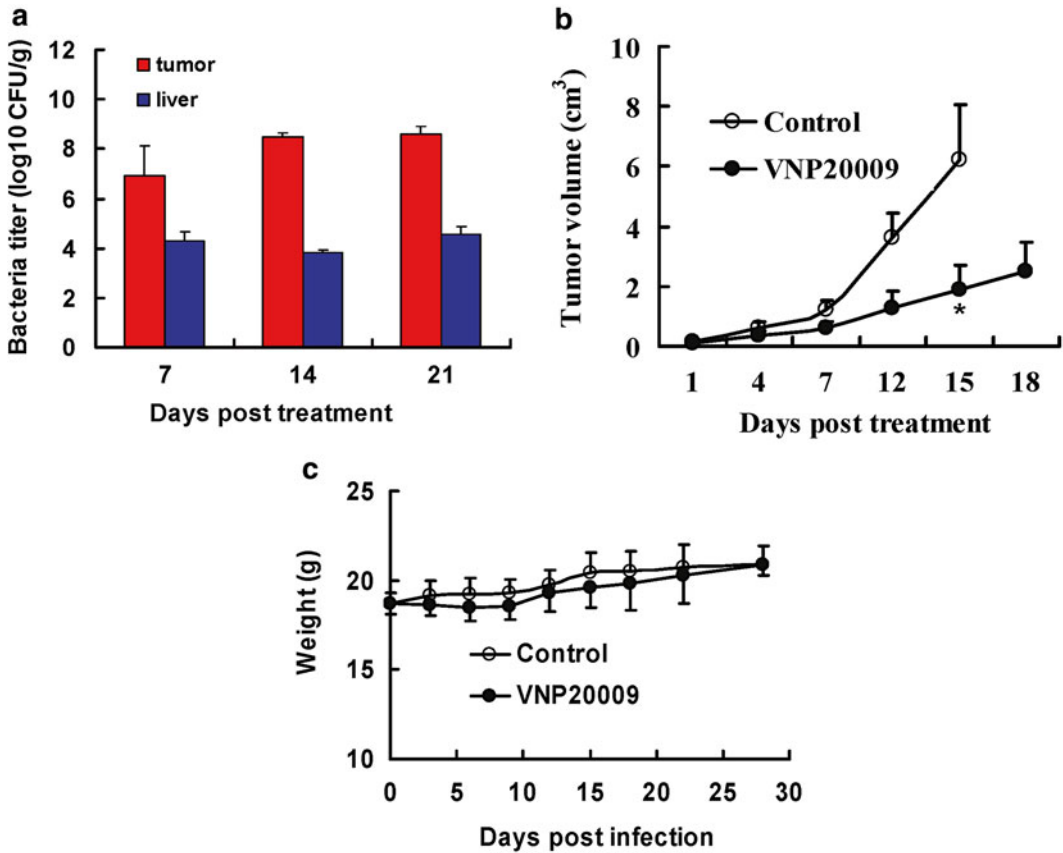 a
Bacteria titer (log10 CFU/g)
12
10
8
6
4
2
0
tumor
liver
7 14 21
Days post treatment
b
Tumor volume (cm3)
10
8
6
4
2
0
Control
VNP20009
*
1 4 7 12 15 18
Days post treatment
c
Weight (g)
25
20
15
10
Control
VNP20009
0 5 10 15 20 25 30
Days post infection